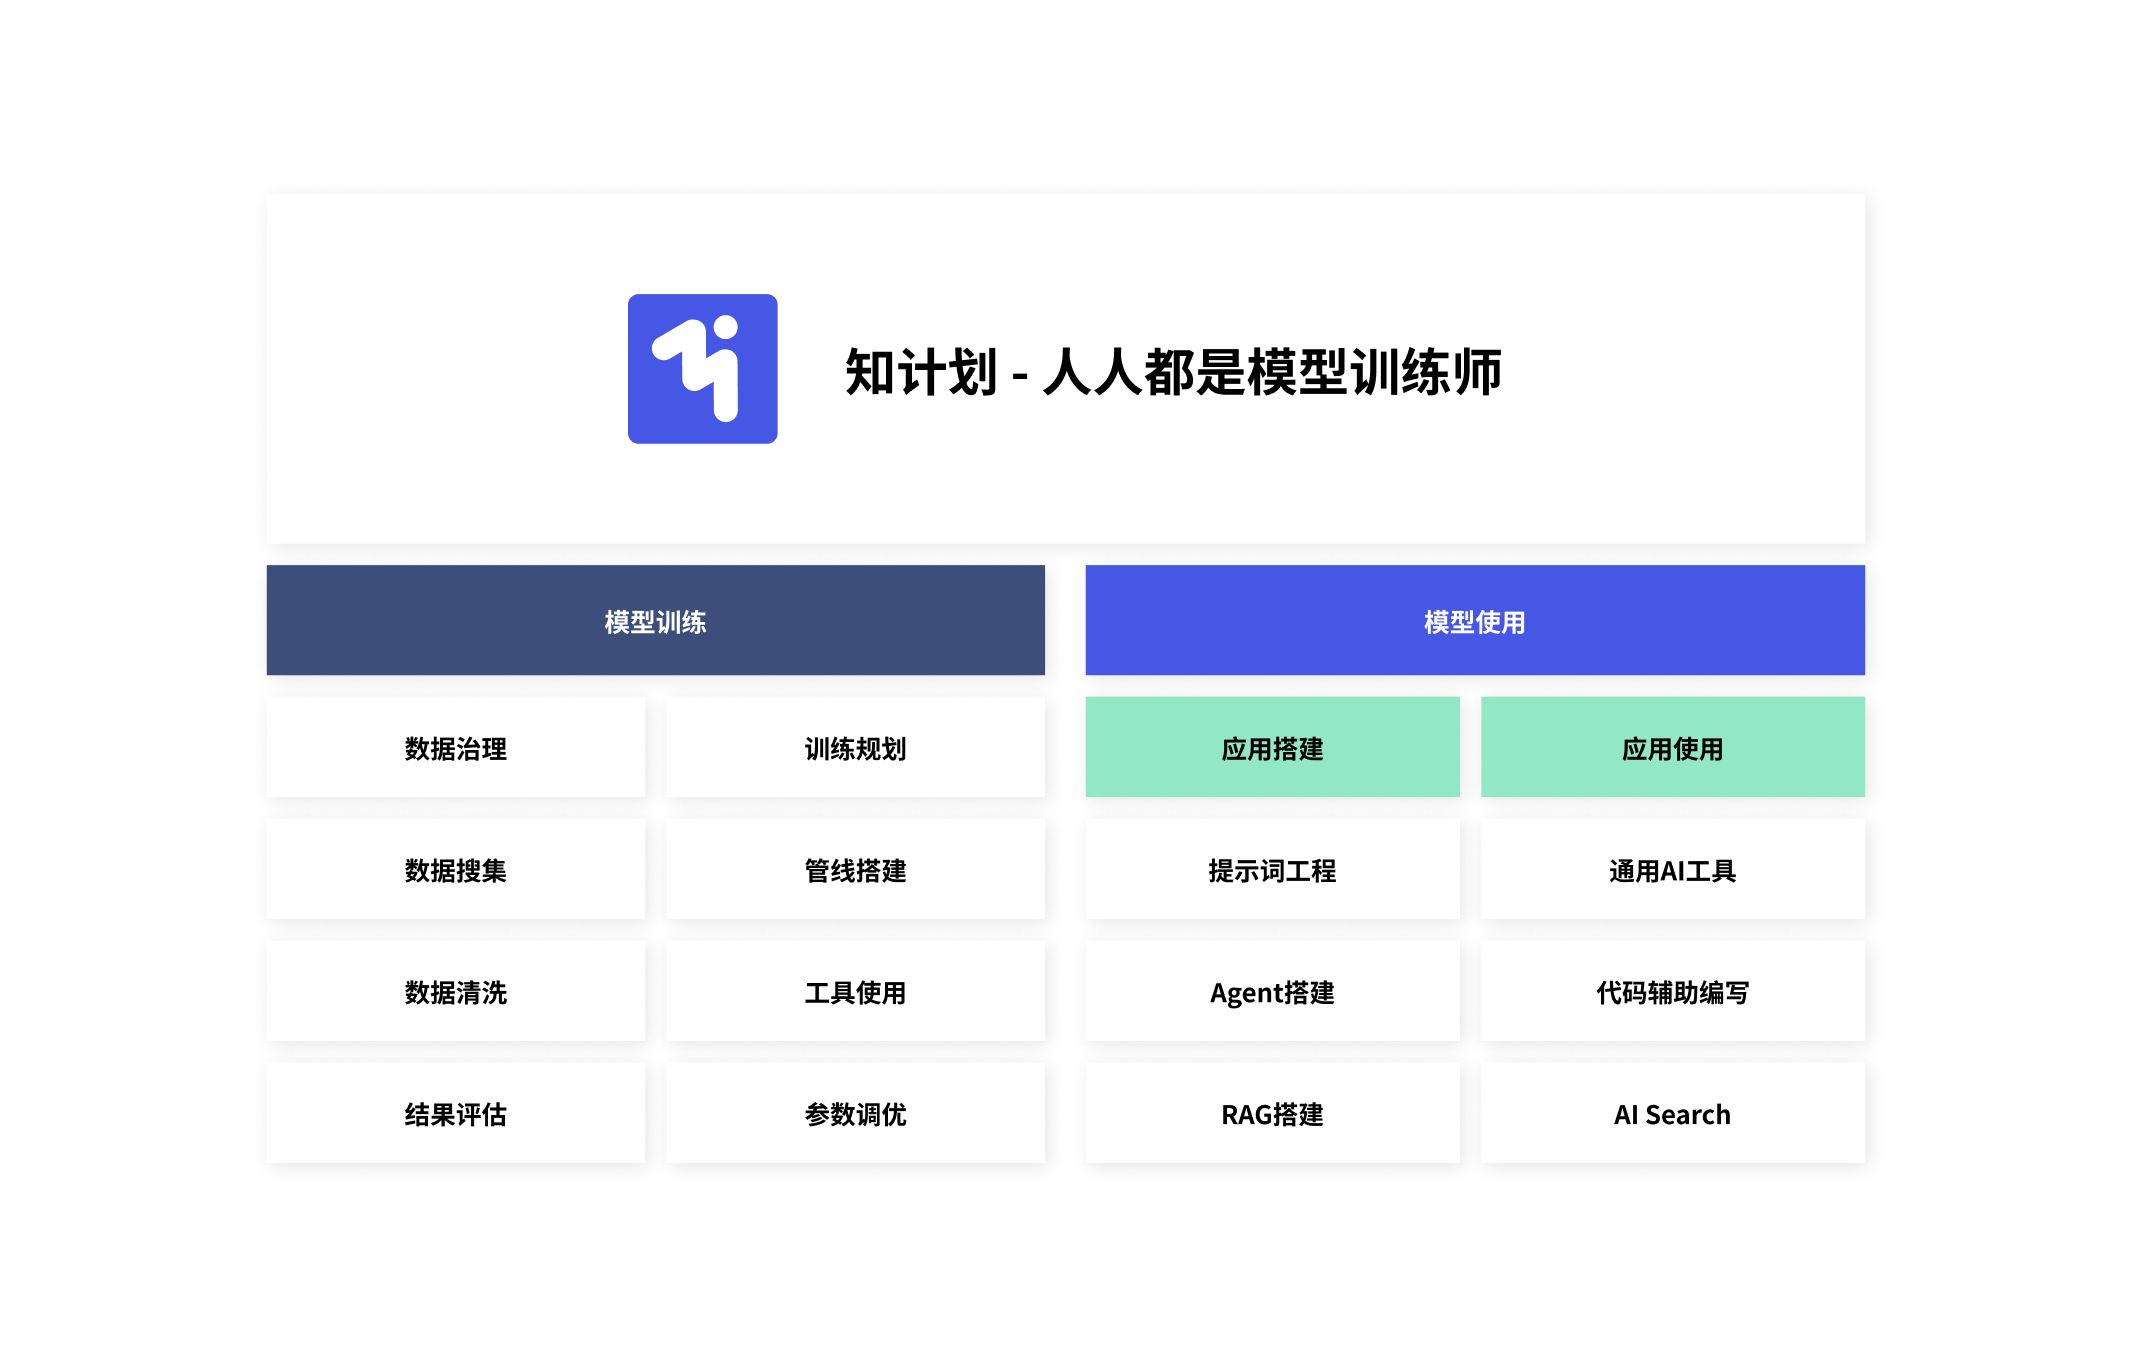 知计划 - 人人都是模型训练师
模型训练
模型使用
数据治理
训练规划
应用搭建
应用使用
数据搜集
管线搭建
提示词工程
通用AI工具
数据清洗
工具使用
Agent搭建
代码辅助编写
结果评估
参数调优
RAG搭建
AI Search